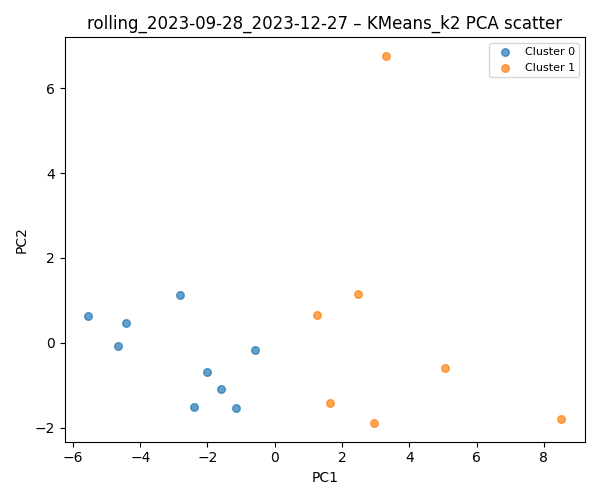 rolling_2023-09-28_2023-12-27 – KMeans_k2 PCA scatter
Cluster 0
Cluster 1
PC2
6
4
2
0
−2
−6
−4
−2
0
2
4
6
8
PC1